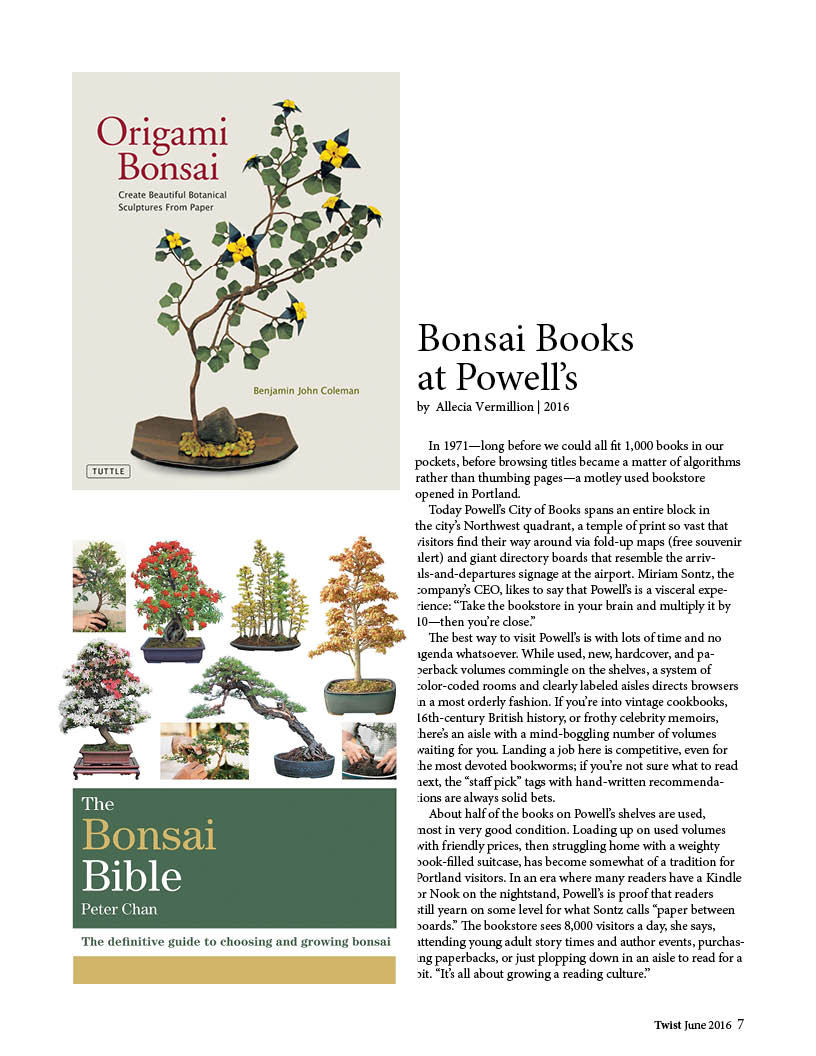 Origami
Bonsai
Create Beautiful Botanical
Sculptures From Paper
Benjamin John Coleman
TUTTLE
The
Bonsai
Bible
Peter Chan
The definitive guide to choosing and growing bonsai
Bonsai Books
at Powell's
by Allecia Vermillion | 2016
In 1971—long before we could all fit 1,000 books in our
pockets, before browsing titles became a matter of algorithms
rather than thumbing pages—a motley used bookstore
opened in Portland.
Today Powell's City of Books spans an entire block in
the city's Northwest quadrant, a temple of print so vast that
visitors find their way around via fold-up maps (free souvenir
alert) and giant directory boards that resemble the arriv-
als-and-departures signage at the airport. Miriam Sontz, the
company's CEO, likes to say that Powell's is a visceral expe-
rience: “Take the bookstore in your brain and multiply it by
10—then you're close.”
The best way to visit Powell's is with lots of time and no
agenda whatsoever. While used, new, hardcover, and pa-
perback volumes commingle on the shelves, a system of
color-coded rooms and clearly labeled aisles directs browsers
in a most orderly fashion. If you're into vintage cookbooks,
16th-century British history, or frothy celebrity memoirs,
there's an aisle with a mind-boggling number of volumes
waiting for you. Landing a job here is competitive, even for
the most devoted bookworms; if you're not sure what to read
next, the “staff pick” tags with hand-written recommenda-
tions are always solid bets.
About half of the books on Powell's shelves are used,
most in very good condition. Loading up on used volumes
with friendly prices, then struggling home with a weighty
book-filled suitcase, has become somewhat of a tradition for
Portland visitors. In an era where many readers have a Kindle
or Nook on the nightstand, Powell's is proof that readers
still yearn on some level for what Sontz calls “paper between
boards.” The bookstore sees 8,000 visitors a day, she says,
attending young adult story times and author events, purchas-
ing paperbacks, or just plopping down in an aisle to read for a
bit. “It's all about growing a reading culture.”
Twist June 2016 7